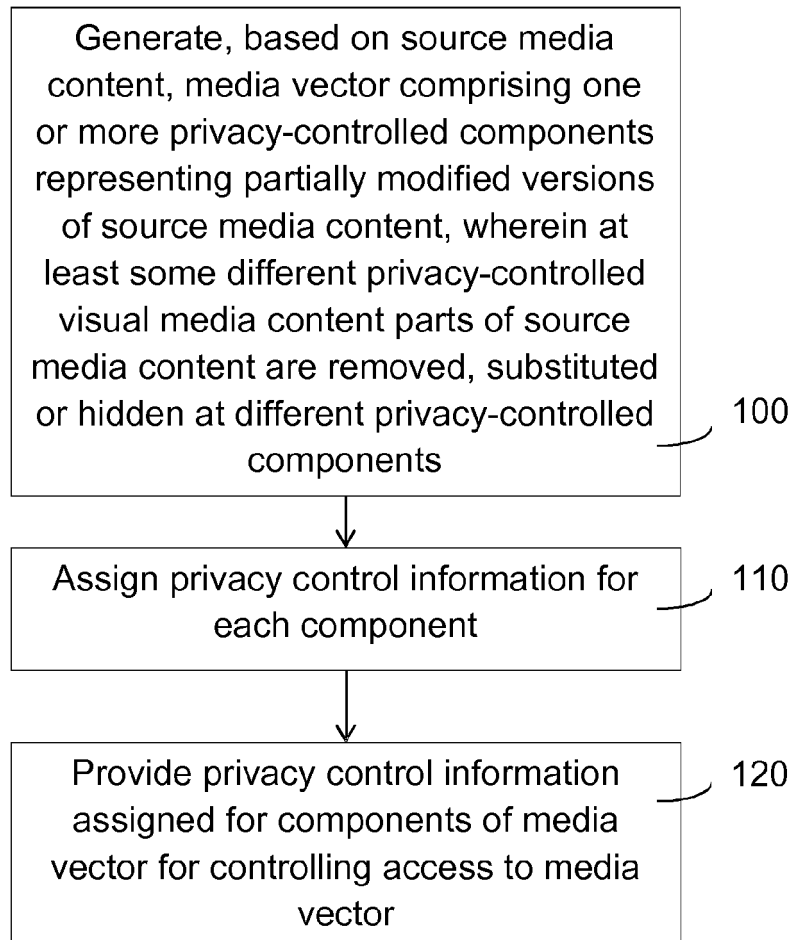 Generate, based on source media
content, media vector comprising one
or more privacy-controlled components
representing partially modified versions
of source media content, wherein at
least some different privacy-controlled
visual media content parts of source
media content are removed, substituted
or hidden at different privacy-controlled
components
100
Assign privacy control information for
each component
110
Provide privacy control information
assigned for components of media
vector for controlling access to media
vector
120